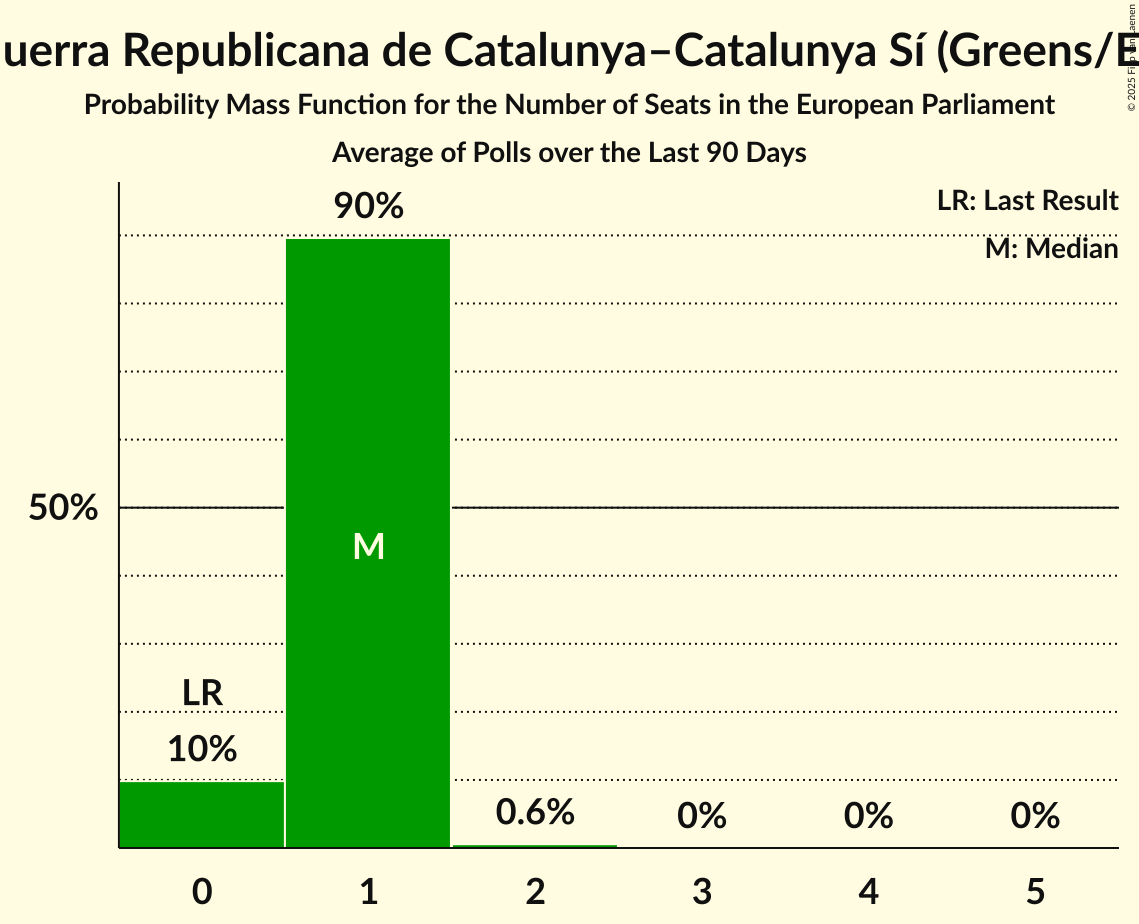 uerra Republicana de Catalunya–Catalunya Sí (Greens/E
Probability Mass Function for the Number of Seats in the European Parliament
Average of Polls over the Last 90 Days
© 2025
LR: Last Result
M: Median
90%
50%
M
LR
10%
0.6%
0%
0%
0%
0
1
2
3
4
5